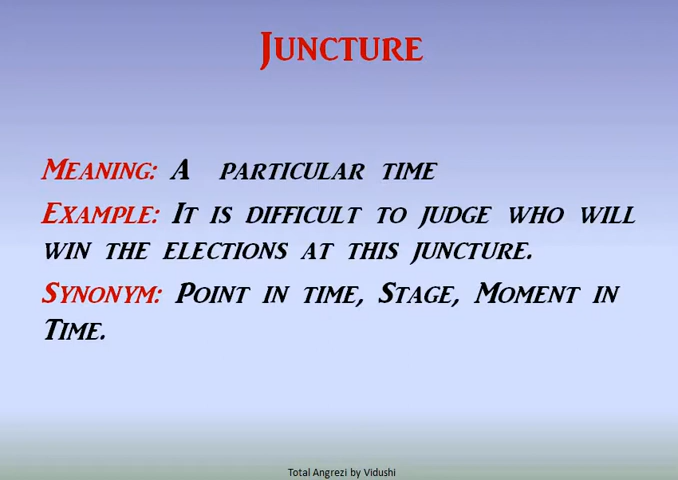 Juncture
Meaning: A particular time
Example: It is difficult to judge who will
win the elections at this juncture.
Synonym: Point in time, Stage, Moment in
Time.
Total Angrezi by Vidushi